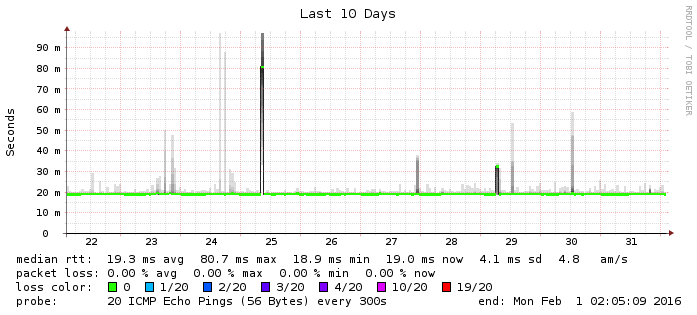 Last 10 Days
RRDTOOL / TOBI OETIKER
Seconds
90 m
80 m
70 m
60 m
50 m
40 m
30 m
20 m
10 m
0
22 23 24 25 26 27 28 29 30 31
median rtt: 19.3 ms avg 80.7 ms max 18.9 ms min 19.0 ms now 4.1 ms sd 4.8 am/s
packet loss: 0.00 % avg 0.00 % max 0.00 % min 0.00 % now
loss color: 0 1/20 2/20 3/20 4/20 10/20 19/20
probe: 20 ICMP Echo Pings (56 Bytes) every 300s end: Mon Feb 1 02:05:09 2016